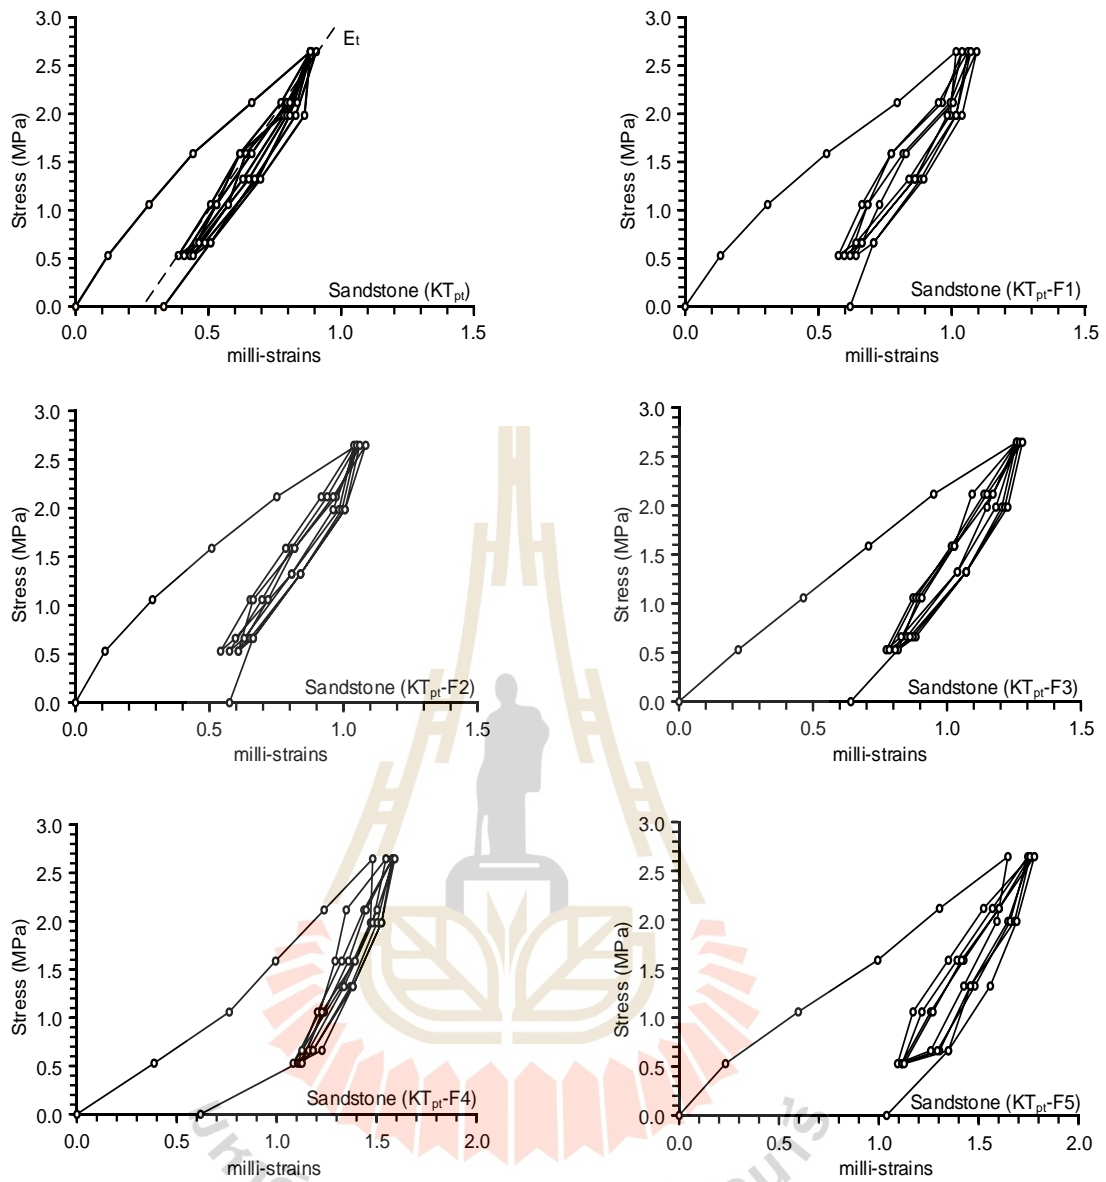 3.0
2.5
2.0
1.5
1.0
0.5
0.0
Stress (MPa)
Et
Sandstone (KTpt)
0.0 0.5 1.0 1.5
milli-strains
3.0
2.5
2.0
1.5
1.0
0.5
0.0
Stress (MPa)
Sandstone (KTpt-F1)
0.0 0.5 1.0 1.5
milli-strains
3.0
2.5
2.0
1.5
1.0
0.5
0.0
Stress (MPa)
Sandstone (KTpt-F2)
0.0 0.5 1.0 1.5
milli-strains
3.0
2.5
2.0
1.5
1.0
0.5
0.0
Stress (MPa)
Sandstone (KTpt-F3)
0.0 0.5 1.0 1.5
milli-strains
3.0
2.5
2.0
1.5
1.0
0.5
0.0
Stress (MPa)
Sandstone (KTpt-F4)
0.0 0.5 1.0 1.5 2.0
milli-strains
3.0
2.5
2.0
1.5
1.0
0.5
0.0
Stress (MPa)
Sandstone (KTpt-F5)
0.0 0.5 1.0 1.5 2.0
milli-strains